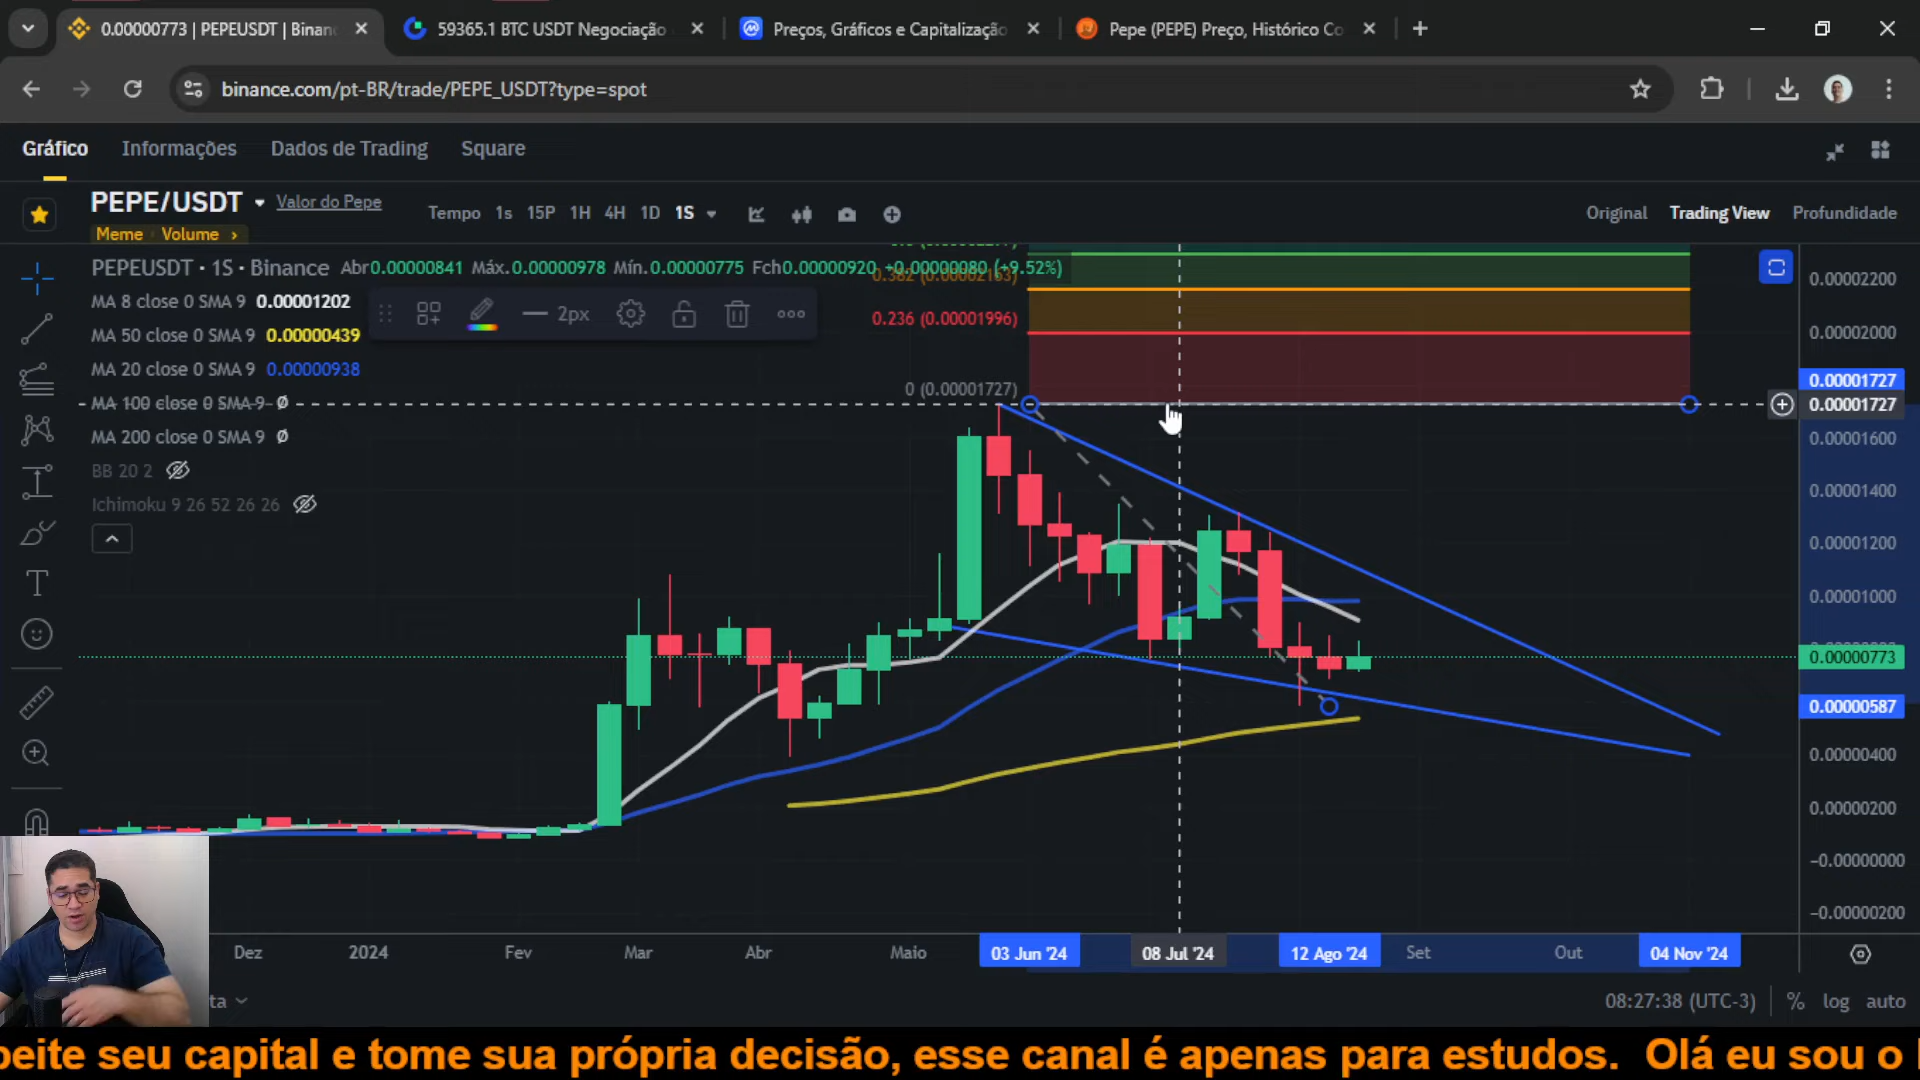 0.00000773 | PEPEUSDT | Binan
59365.1 BTC USDT Negociação
Preços, Gráficos e Capitalização
Pepe (PEPE) Preço, Histórico Co
binance.com/pt-BR/trade/PEPE_USDT?type=spot
Gráfico Informações Dados de Trading Square
PEPE/USDT Valor do Pepe Tempo 1s 15P 1H 4H 1D 1S Original Trading View Profundidade
Meme Volume
PEPEUSDT · 1S · Binance Abr0.00000841 Máx.0.00000978 Mín.0.00000775 Fch0.00000920 +0.00000080 (+9.52%)
MA 8 close 0 SMA 9 0.00001202
2px
MA 50 close 0 SMA 9 0.00000439
MA 20 close 0 SMA 9 0.00000938
MA 100 close 0 SMA 9 Ø
MA 200 close 0 SMA 9 Ø
BB 20 2
Ichimoku 9 26 52 26 26
0.236 (0.00001996)
0 (0.00001727)
0.00002200
0.00002000
0.00001727
0.00001727
0.00001600
0.00001400
0.00001200
0.00001000
0.00000773
0.00000587
0.00000400
0.00000200
−0.00000000
−0.00000200
Dez 2024 Fev Mar Abr Maio 03 Jun '24 08 Jul '24 12 Ago '24 Set Out 04 Nov '24
ta 08:27:38 (UTC-3) % log auto
peite seu capital e tome sua própria decisão, esse canal é apenas para estudos. Olá eu sou o